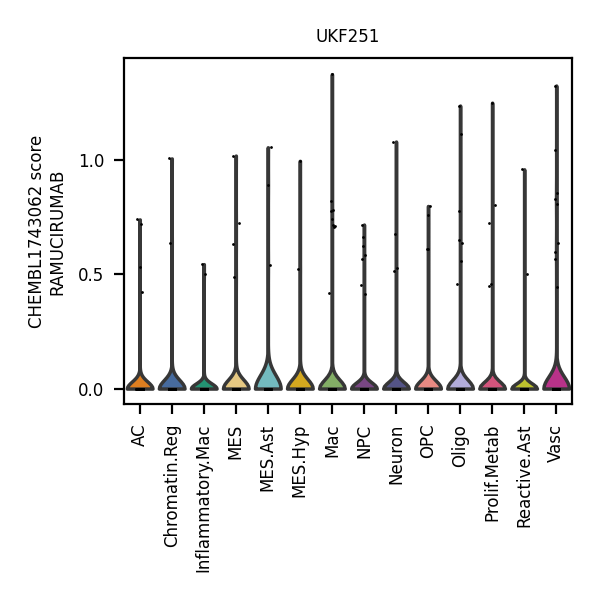 UKF251
CHEMBL1743062 score
RAMUCIRUMAB
1.0
0.5
0.0
AC
Chromatin.Reg
Inflammatory.Mac
MES
MES.Ast
MES.Hyp
Mac
NPC
Neuron
OPC
Oligo
Prolif.Metab
Reactive.Ast
Vasc